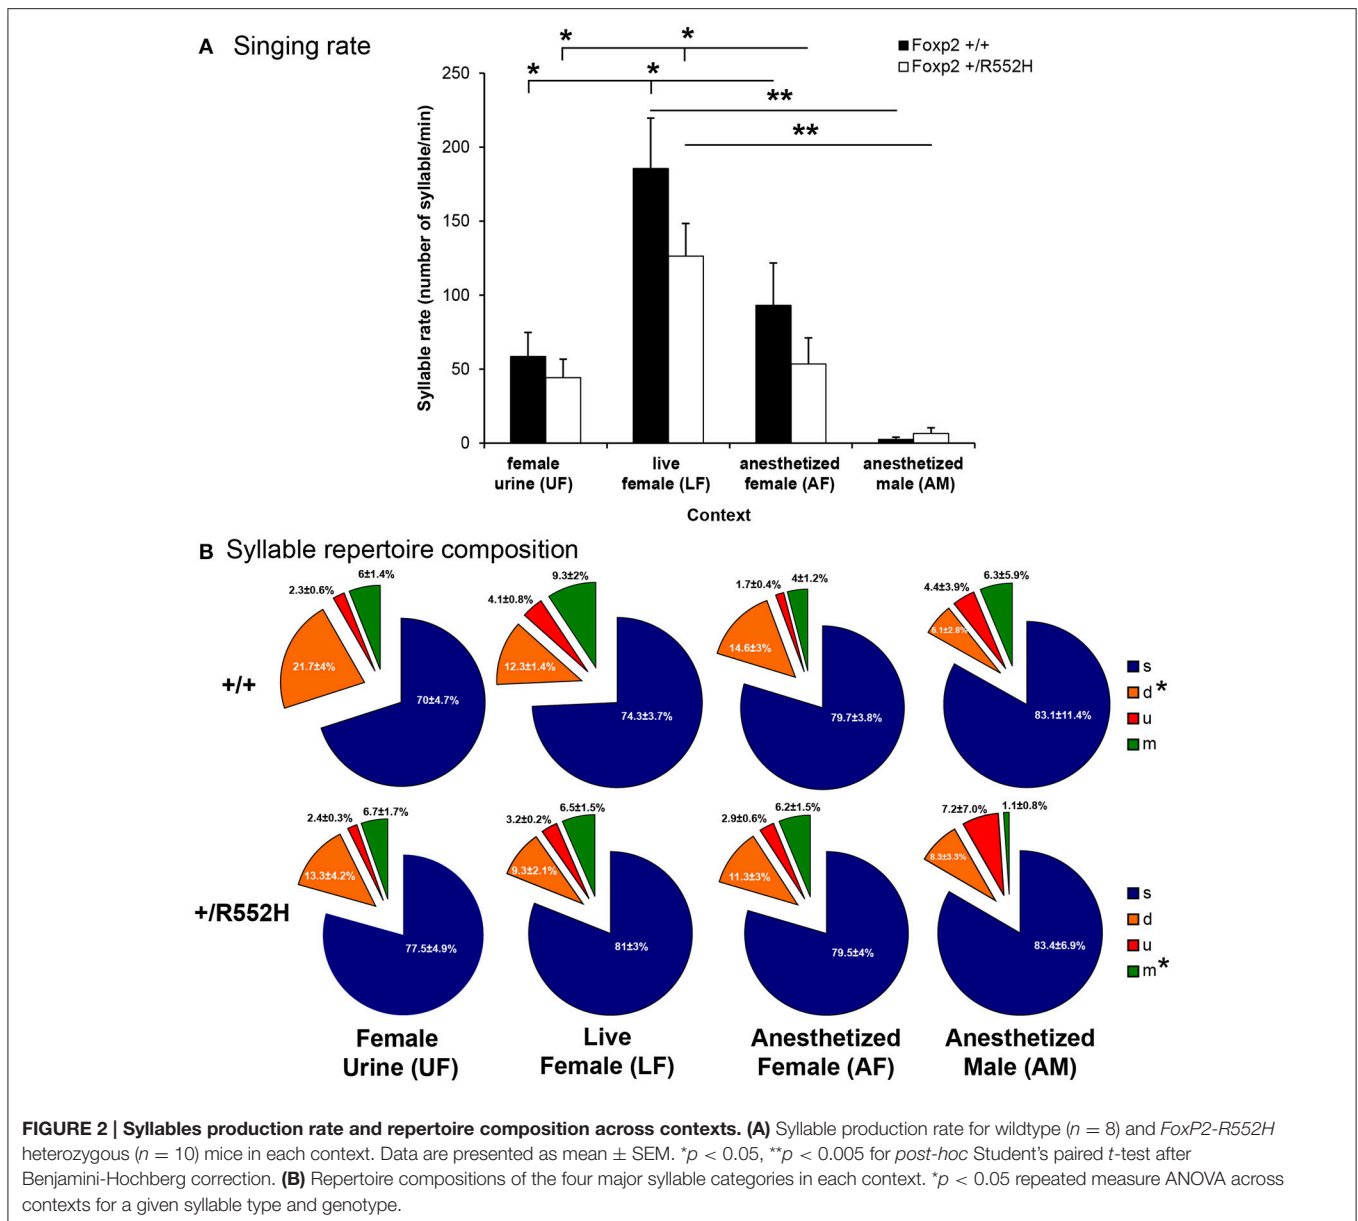 A Singing rate
* *
Foxp2 +/+
Foxp2 +/R552H
* *
**
**
Syllable rate (number of syllable/min)
250
200
150
100
50
0
female urine (UF)
live female (LF)
anesthetized female (AF)
anesthetized male (AM)
Context
B Syllable repertoire composition
+/+
2.3±0.6%
6±1.4%
21.7±4%
70±4.7%
4.1±0.8%
9.3±2%
12.3±1.4%
74.3±3.7%
1.7±0.4%
4±1.2%
14.6±3%
79.7±3.8%
4.4±3.9%
6.3±5.9%
6.1±2.8%
83.1±11.4%
s
d*
u
m
+/R552H
2.4±0.3%
6.7±1.7%
13.3±4.2%
77.5±4.9%
3.2±0.2%
6.5±1.5%
9.3±2.1%
81±3%
2.9±0.6%
6.2±1.5%
11.3±3%
79.5±4%
7.2±7.0%
1.1±0.8%
8.3±3.3%
83.4±6.9%
s
d
u
m*
Female
Urine (UF)
Live
Female (LF)
Anesthetized
Female (AF)
Anesthetized
Male (AM)
FIGURE 2 | Syllables production rate and repertoire composition across contexts. (A) Syllable production rate for wildtype (n = 8) and FoxP2-R552H
heterozygous (n = 10) mice in each context. Data are presented as mean ± SEM. *p < 0.05, **p < 0.005 for post-hoc Student's paired t-test after
Benjamini-Hochberg correction. (B) Repertoire compositions of the four major syllable categories in each context. *p < 0.05 repeated measure ANOVA across
contexts for a given syllable type and genotype.